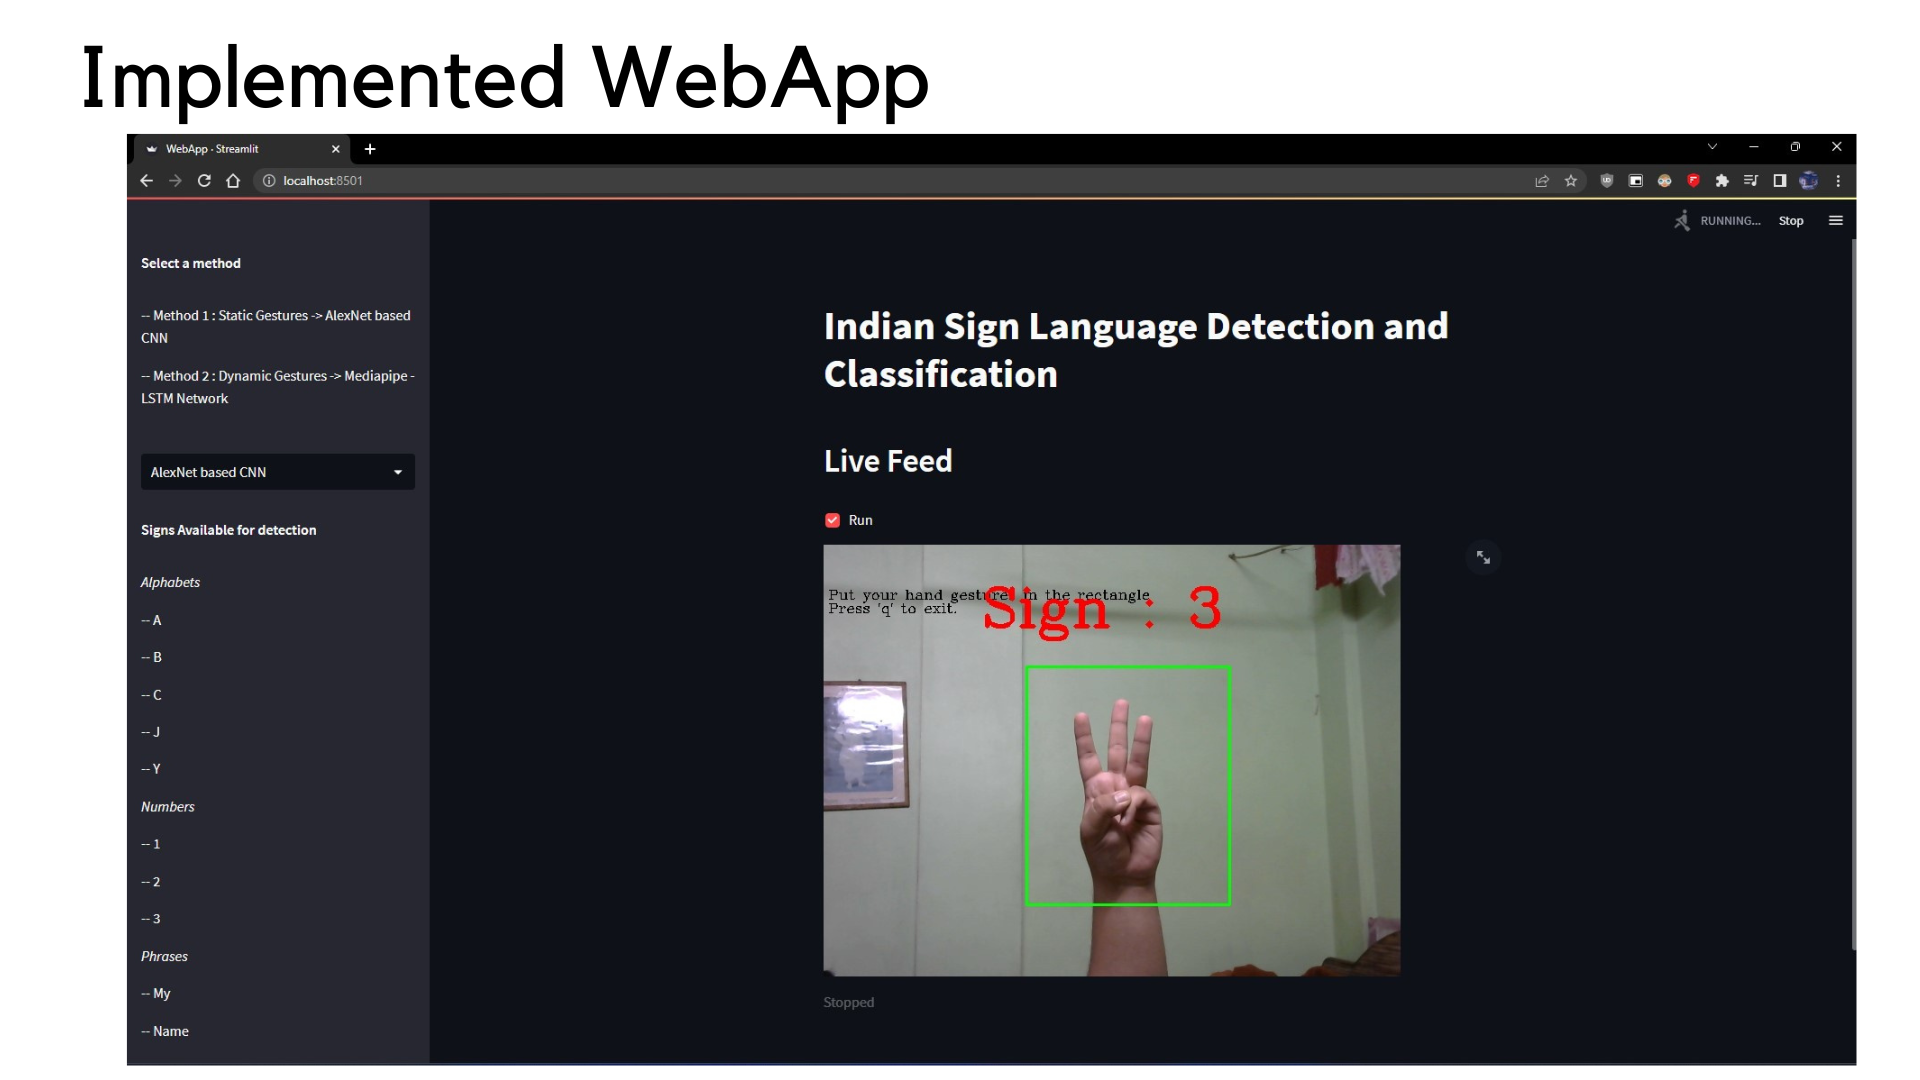 Implemented WebApp
WebApp · Streamlit
localhost:8501
RUNNING...
Stop
Select a method
-- Method 1 : Static Gestures -> AlexNet based
CNN
-- Method 2 : Dynamic Gestures -> Mediapipe -
LSTM Network
AlexNet based CNN
Signs Available for detection
Alphabets
-- A
-- B
-- C
-- J
-- Y
Numbers
-- 1
-- 2
-- 3
Phrases
-- My
-- Name
Indian Sign Language Detection and
Classification
Live Feed
Run
Put your hand gesture in the rectangle
Press 'q' to exit.
Sign : 3
Stopped